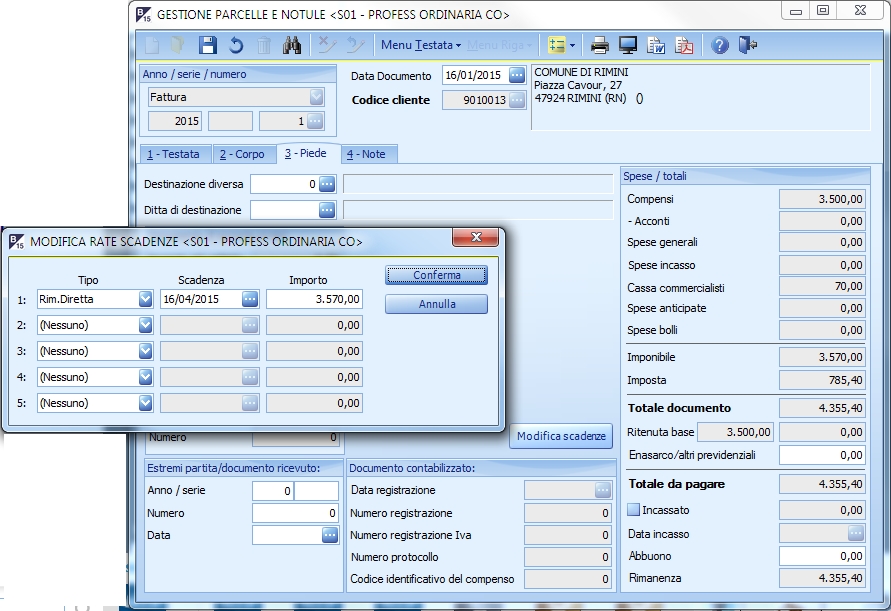 B 15 GESTIONE PARCELLE E NOTULE <S01 - PROFESS ORDINARIA CO>
Menu Testata Menu Riga
Anno / serie / numero
Fattura
2015 1
Data Documento 16/01/2015
Codice cliente 9010013
COMUNE DI RIMINI
Piazza Cavour, 27
47924 RIMINI (RN) ()
1 - Testata 2 - Corpo 3 - Piede 4 - Note
Destinazione diversa 0
Ditta di destinazione
B 15 MODIFICA RATE SCADENZE <S01 - PROFESS ORDINARIA CO>
Tipo Scadenza Importo
1: Rim.Diretta 16/04/2015 3.570,00
2: (Nessuno) 0,00
3: (Nessuno) 0,00
4: (Nessuno) 0,00
5: (Nessuno) 0,00
Conferma
Annulla
Numero 0
Modifica scadenze
Estremi partita/documento ricevuto:
Anno / serie 0
Numero 0
Data
Documento contabilizzato:
Data registrazione
Numero registrazione 0
Numero registrazione Iva 0
Numero protocollo 0
Codice identificativo del compenso 0
Spese / totali
Compensi 3.500,00
- Acconti 0,00
Spese generali 0,00
Spese incasso 0,00
Cassa commercialisti 70,00
Spese anticipate 0,00
Spese bolli 0,00
Imponibile 3.570,00
Imposta 785,40
Totale documento 4.355,40
Ritenuta base 3.500,00 0,00
Enasarco/altri previdenziali 0,00
Totale da pagare 4.355,40
Incassato 0,00
Data incasso
Abbuono 0,00
Rimanenza 4.355,40